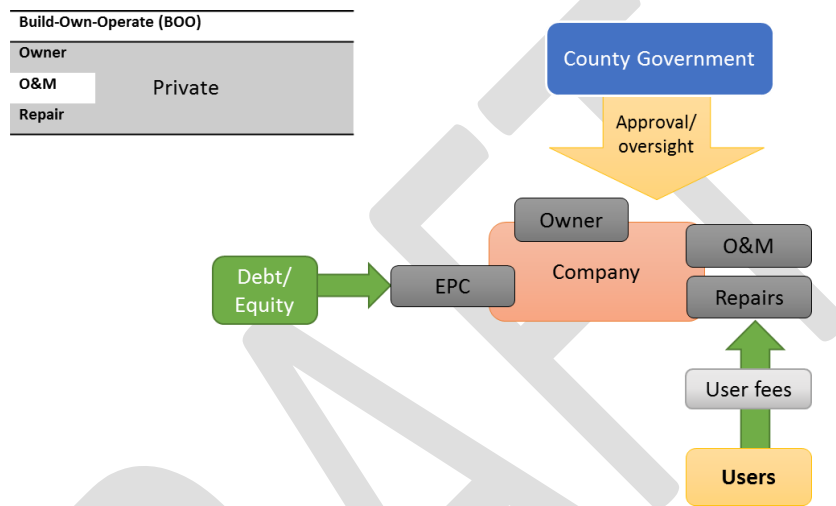 Build-Own-Operate (BOO)
Owner
O&M
Private
Repair
County Government
Approval/
oversight
Owner
O&M
Company
Debt/
Equity
EPC
Repairs
User fees
Users